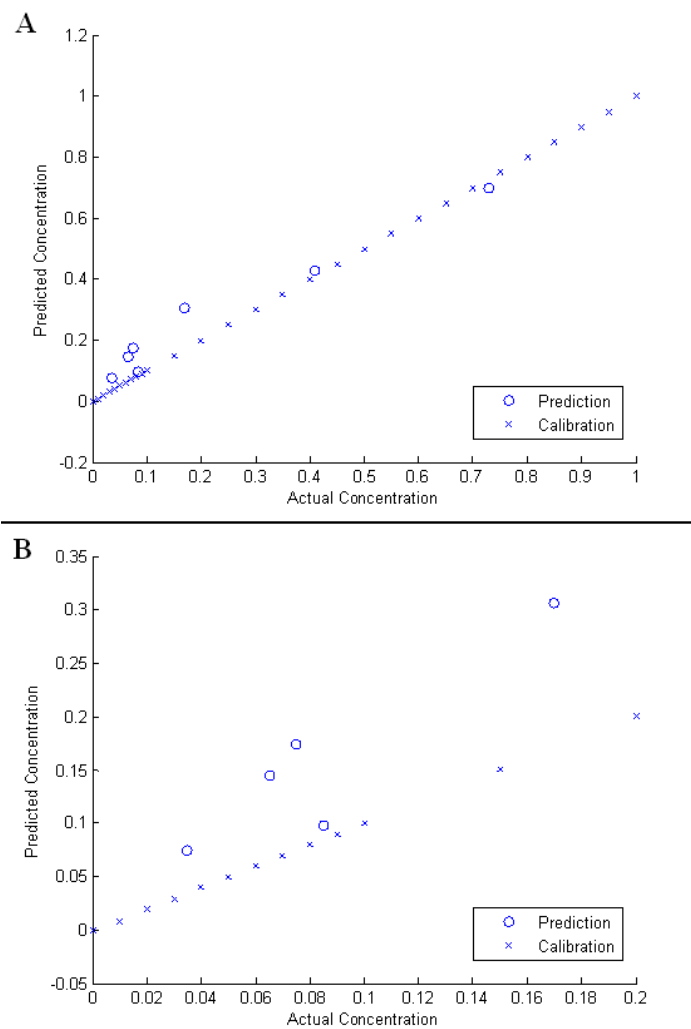 A
1.2
1
0.8
0.6
0.4
0.2
0
-0.2
Predicted Concentration
Prediction
Calibration
0 0.1 0.2 0.3 0.4 0.5 0.6 0.7 0.8 0.9 1
Actual Concentration
B
0.35
0.3
0.25
0.2
0.15
0.1
0.05
0
-0.05
Predicted Concentration
Prediction
Calibration
0 0.02 0.04 0.06 0.08 0.1 0.12 0.14 0.16 0.18 0.2
Actual Concentration